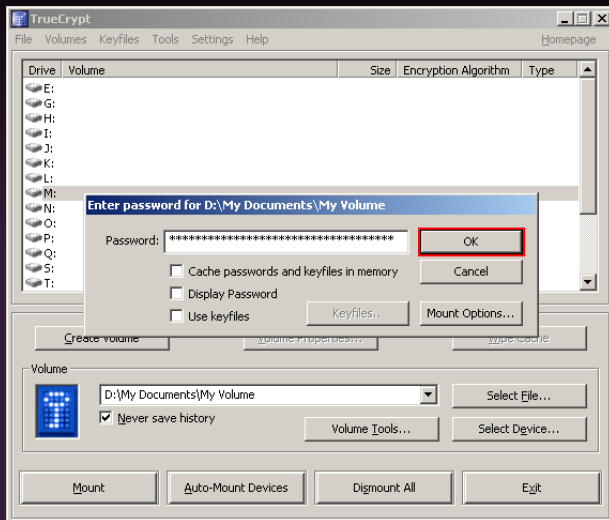 TrueCrypt
File Volumes Keyfiles Tools Settings Help Homepage
Drive Volume Size Encryption Algorithm Type
E:
G:
H:
I:
J:
K:
L:
M:
N:
O:
P:
Q:
S:
T:
Enter password for D:\My Documents\My Volume
Password: ************************************ OK
Cache passwords and keyfiles in memory Cancel
Display Password
Use keyfiles Keyfiles.. Mount Options...
Create Volume Volume Properties... Wipe Cache
Volume
D:\My Documents\My Volume Select File...
Never save history
Volume Tools... Select Device...
Mount Auto-Mount Devices Dismount All Exit